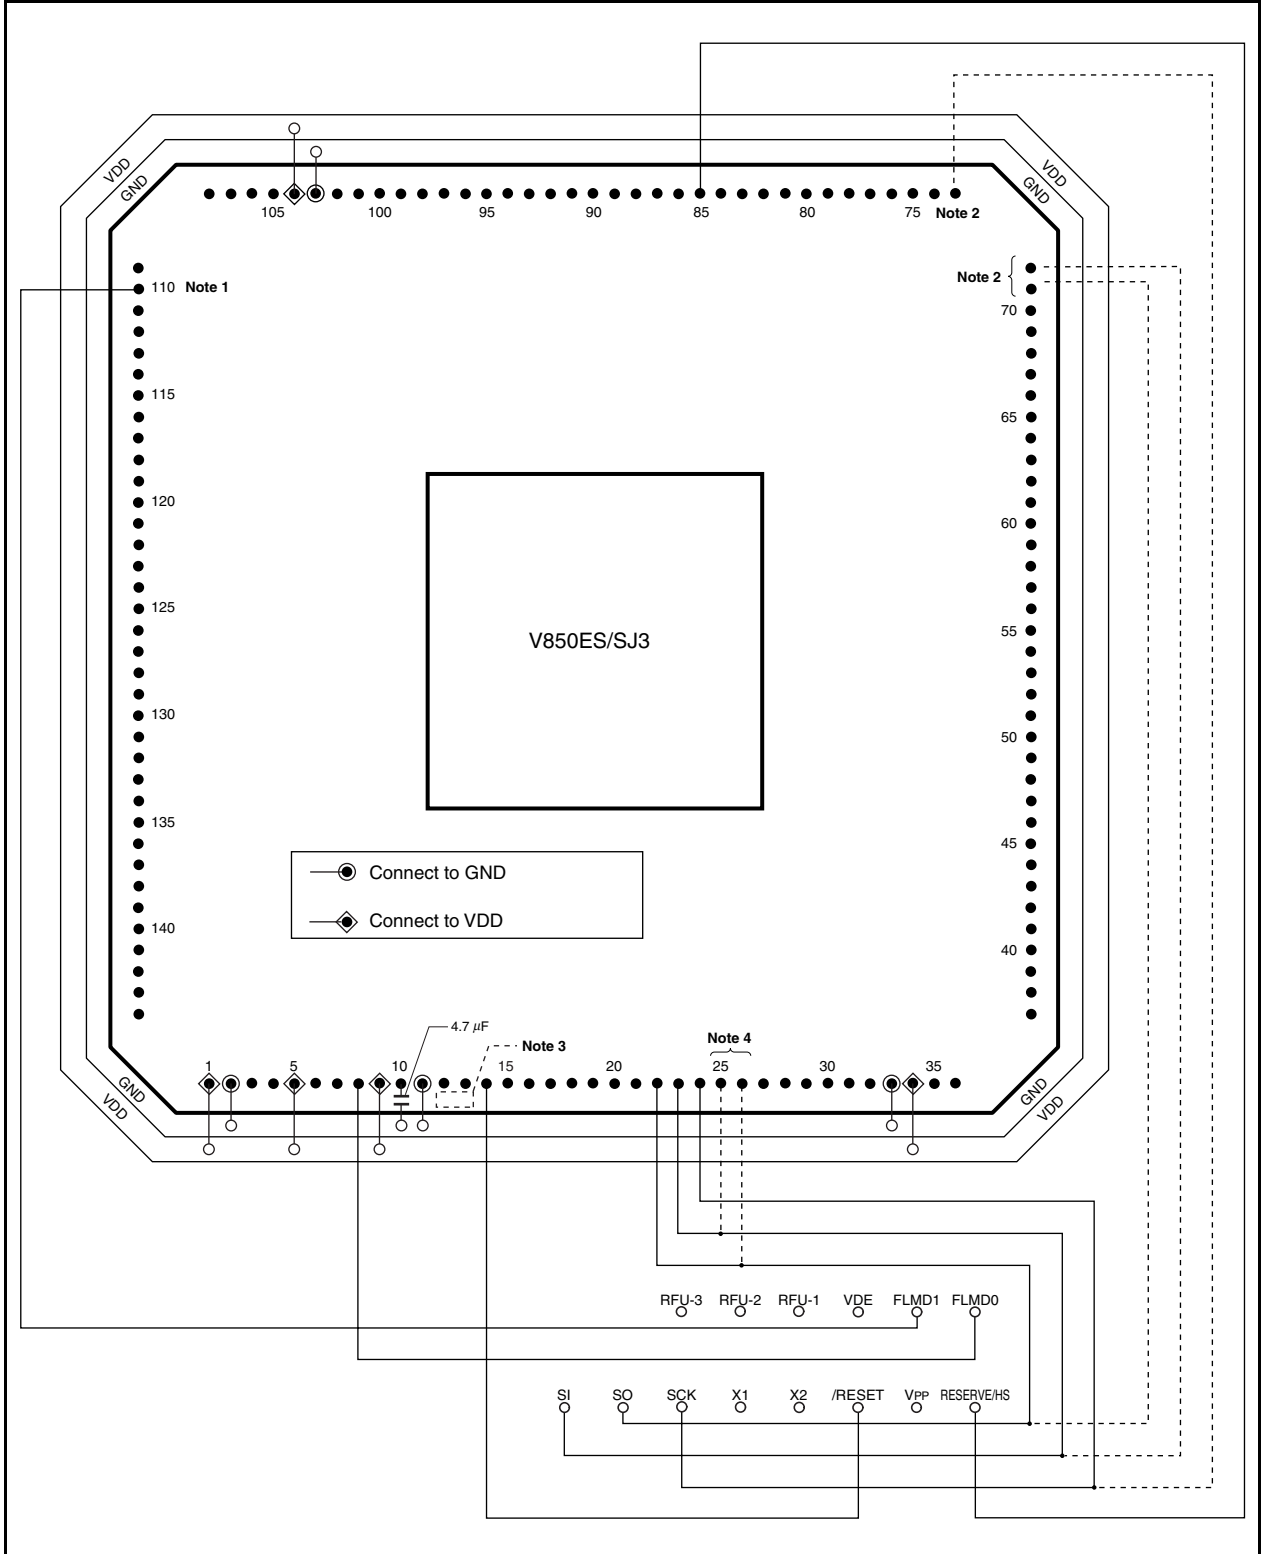 VDD
GND
VDD
GND
105
100
95
90
85
80
75
Note 2
110 Note 1
Note 2
70
115
65
120
60
125
55
V850ES/SJ3
130
50
135
45
Connect to GND
Connect to VDD
140
40
4.7 μF
Note 3
Note 4
1
5
10
15
20
25
30
35
GND
VDD
GND
VDD
RFU-3 RFU-2 RFU-1 VDE FLMD1 FLMD0
SI SO SCK X1 X2 /RESET VPP RESERVE/HS